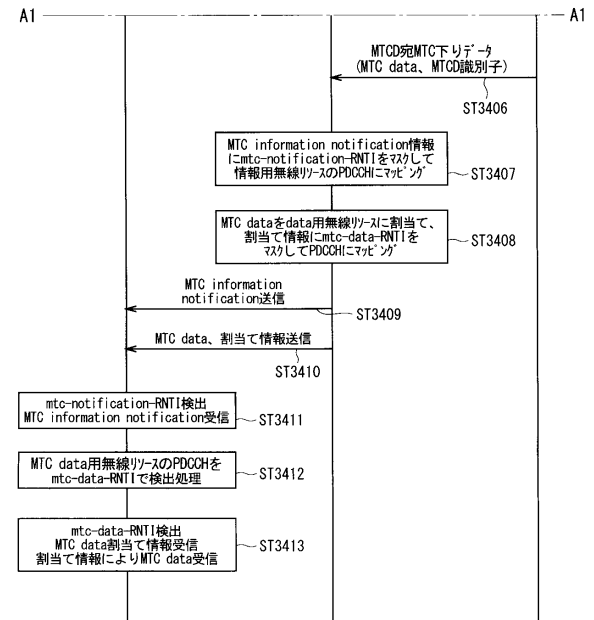 A1
A1
MTCD宛MTC下りデータ
(MTC data、MTCD識別子)
ST3406
MTC information notification情報
にmtc-notification-RNTIをマスクして
情報用無線リソースのPDCCHにマッピング
ST3407
MTC dataをdata用無線リソースに割当て、
割当て情報にmtc-data-RNTIを
マスクしてPDCCHにマッピング
ST3408
MTC information
notification送信
ST3409
MTC data、割当て情報送信
ST3410
mtc-notification-RNTI検出
MTC information notification受信
ST3411
MTC data用無線リソースのPDCCHを
mtc-data-RNTIで検出処理
ST3412
mtc-data-RNTI検出
MTC data割当て情報受信
割当て情報によりMTC data受信
ST3413